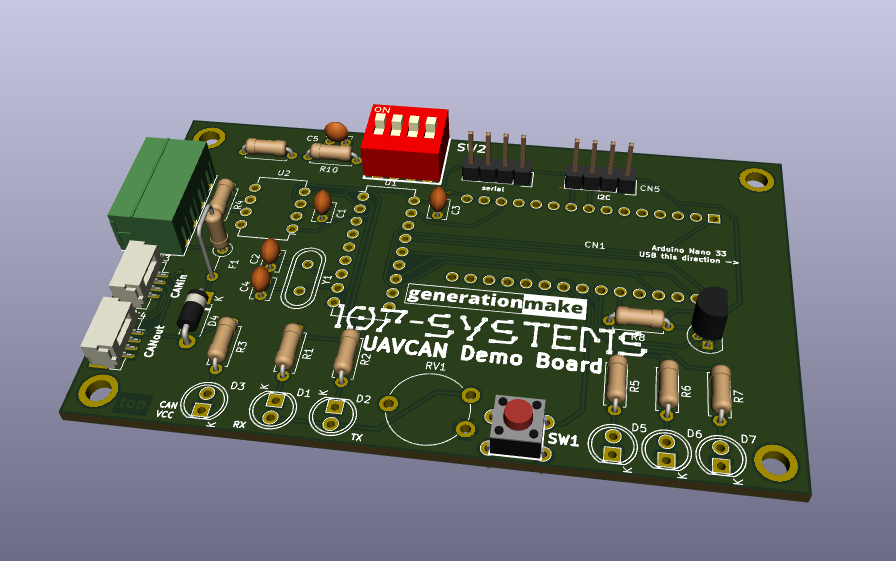 ON
C5
R10
SW2
serial
CN5
I2C
U2
U1
R4
C1
C3
CN1
Arduino Nano 33
USB this direction -->
F1
C2
C4
Y1
CANin
K
D4
CANout
generationmake
R8
UAVCAN Demo Board
R3
R1
R2
RV1
R5
R6
R7
D3
D1
D2
K
K
K
top
CAN
VCC
RX
TX
SW1
D5
D6
D7
K
K
K